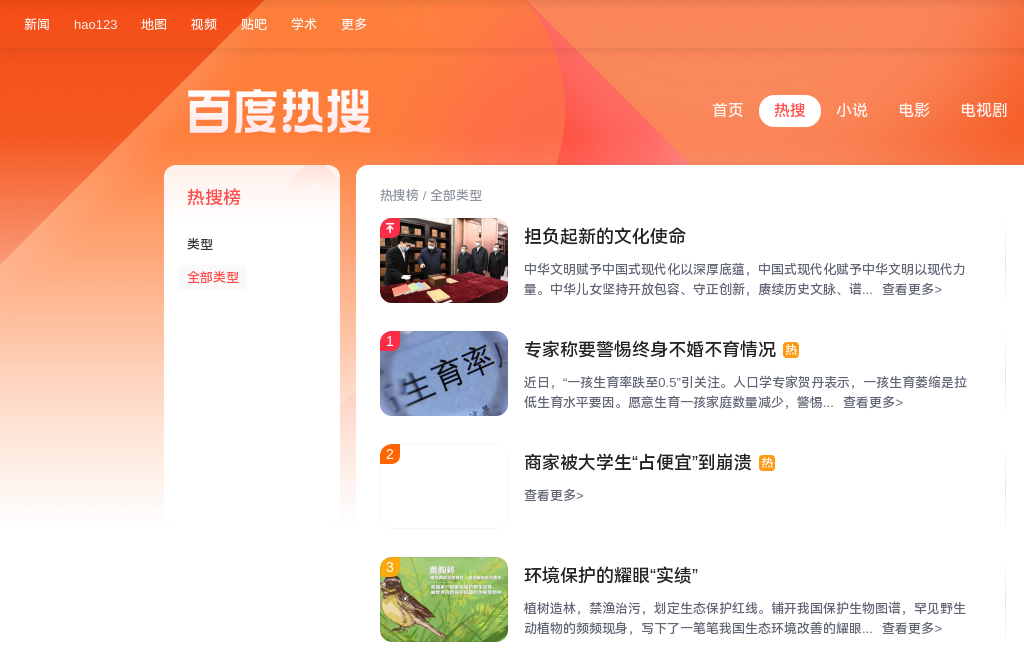 新闻 hao123 地图 视频 贴吧 学术 更多
百度热搜
首页 热搜 小说 电影 电视剧
热搜榜
类型
全部类型
热搜榜 / 全部类型
担负起新的文化使命
中华文明赋予中国式现代化以深厚底蕴，中国式现代化赋予中华文明以现代力
量。中华儿女坚持开放包容、守正创新，赓续历史文脉、谱... 查看更多>
1
生育率
专家称要警惕终身不婚不育情况 热
近日，“一孩生育率跌至0.5”引关注。人口学专家贺丹表示，一孩生育萎缩是拉
低生育水平要因。愿意生育一孩家庭数量减少，警惕... 查看更多>
2
商家被大学生“占便宜”到崩溃 热
查看更多>
3
黄胸鹀
环境保护的耀眼“实绩”
植树造林，禁渔治污，划定生态保护红线。铺开我国保护生物图谱，罕见野生
动植物的频频现身，写下了一笔笔我国生态环境改善的耀眼... 查看更多>